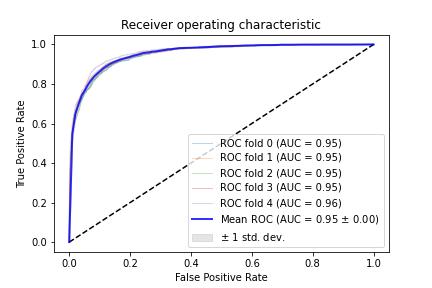 Receiver operating characteristic
True Positive Rate
1.0
0.8
0.6
0.4
0.2
0.0
ROC fold 0 (AUC = 0.95)
ROC fold 1 (AUC = 0.95)
ROC fold 2 (AUC = 0.95)
ROC fold 3 (AUC = 0.95)
ROC fold 4 (AUC = 0.96)
Mean ROC (AUC = 0.95 ± 0.00)
± 1 std. dev.
0.0 0.2 0.4 0.6 0.8 1.0
False Positive Rate